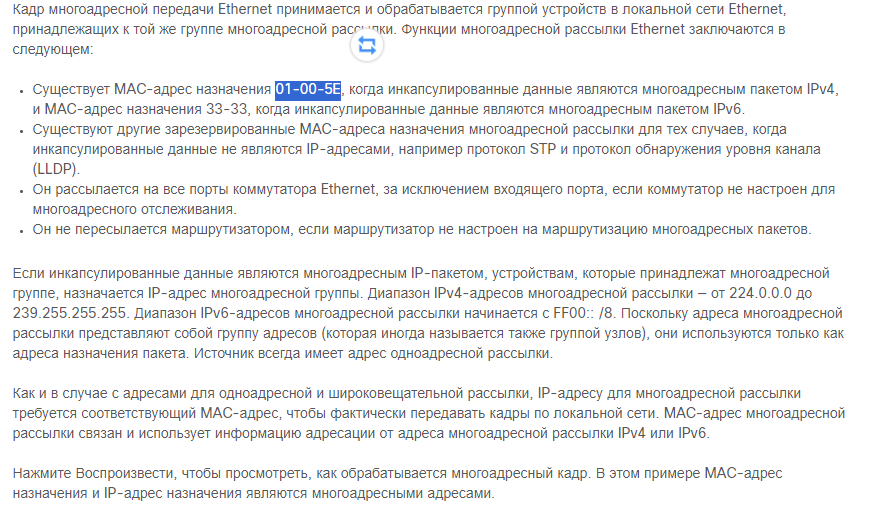 Кадр многоадресной передачи Ethernet принимается и обрабатывается группой устройств в локальной сети Ethernet,
принадлежащих к той же группе многоадресной рассылки. Функции многоадресной рассылки Ethernet заключаются в
следующем:
• Существует MAC-адрес назначения 01-00-5E, когда инкапсулированные данные являются многоадресным пакетом IPv4,
и MAC-адрес назначения 33-33, когда инкапсулированные данные являются многоадресным пакетом IPv6.
• Существуют другие зарезервированные MAC-адреса назначения многоадресной рассылки для тех случаев, когда
инкапсулированные данные не являются IP-адресами, например протокол STP и протокол обнаружения уровня канала
(LLDP).
• Он рассылается на все порты коммутатора Ethernet, за исключением входящего порта, если коммутатор не настроен для
многоадресного отслеживания.
• Он не пересылается маршрутизатором, если маршрутизатор не настроен на маршрутизацию многоадресных пакетов.
Если инкапсулированные данные являются многоадресным IP-пакетом, устройствам, которые принадлежат многоадресной
группе, назначается IP-адрес многоадресной группы. Диапазон IPv4-адресов многоадресной рассылки — от 224.0.0.0 до
239.255.255.255. Диапазон IPv6-адресов многоадресной рассылки начинается с FF00:: /8. Поскольку адреса многоадресной
рассылки представляют собой группу адресов (которая иногда называется также группой узлов), они используются только как
адреса назначения пакета. Источник всегда имеет адрес одноадресной рассылки.
Как и в случае с адресами для одноадресной и широковещательной рассылки, IP-адресу для многоадресной рассылки
требуется соответствующий MAC-адрес, чтобы фактически передавать кадры по локальной сети. MAC-адрес многоадресной
рассылки связан и использует информацию адресации от адреса многоадресной рассылки IPv4 или IPv6.
Нажмите Воспроизвести, чтобы просмотреть, как обрабатывается многоадресный кадр. В этом примере MAC-адрес
назначения и IP-адрес назначения являются многоадресными адресами.